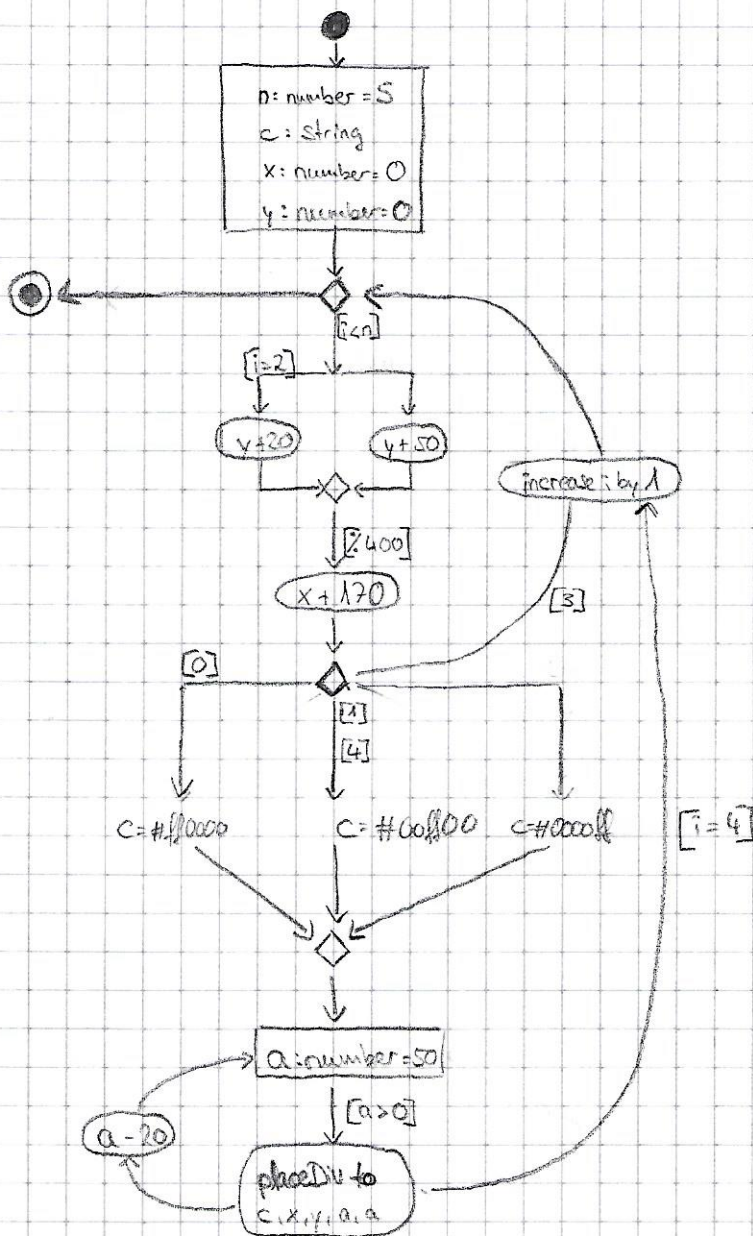 n: number = 5
c: string
x: number = 0
y: number = 0
[i<n]
[i=2]
y+20
y+50
increase i by 1
[%400]
x + 170
[3]
[0]
[1]
[4]
c=#ff0000
c=#00ff00
c=#0000ff
[i=4]
a:number=50
[a>0]
a-20
placeDiv to
c,x,y,a,a